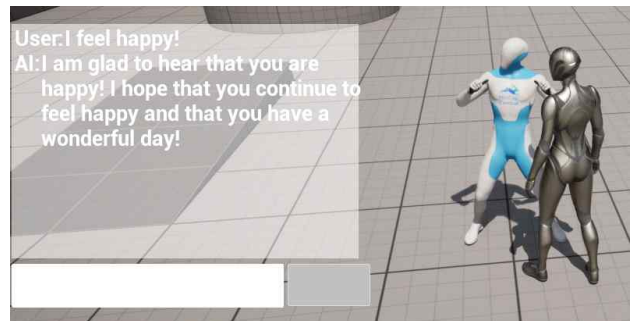 User:I feel happy!
AI:I am glad to hear that you are
happy! I hope that you continue to
feel happy and that you have a
wonderful day!